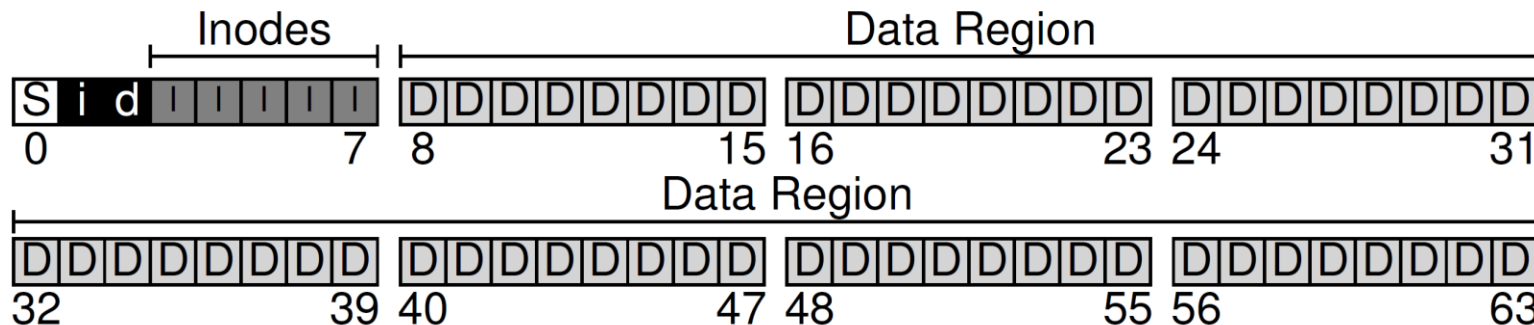 Inodes Data Region
S i d I I I I I D D D D D D D D D D D D D D D D D D D D D D D D
0 7 8 15 16 23 24 31
Data Region
D D D D D D D D D D D D D D D D D D D D D D D D D D D D D D D D
32 39 40 47 48 55 56 63